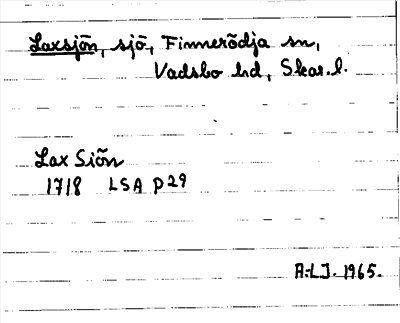 Laxsjön, sjö, Finnerödja sn,
Vadsbo hd, Skar. l.
Lax Siön
1718 LSA P29
A-L J. 1965.